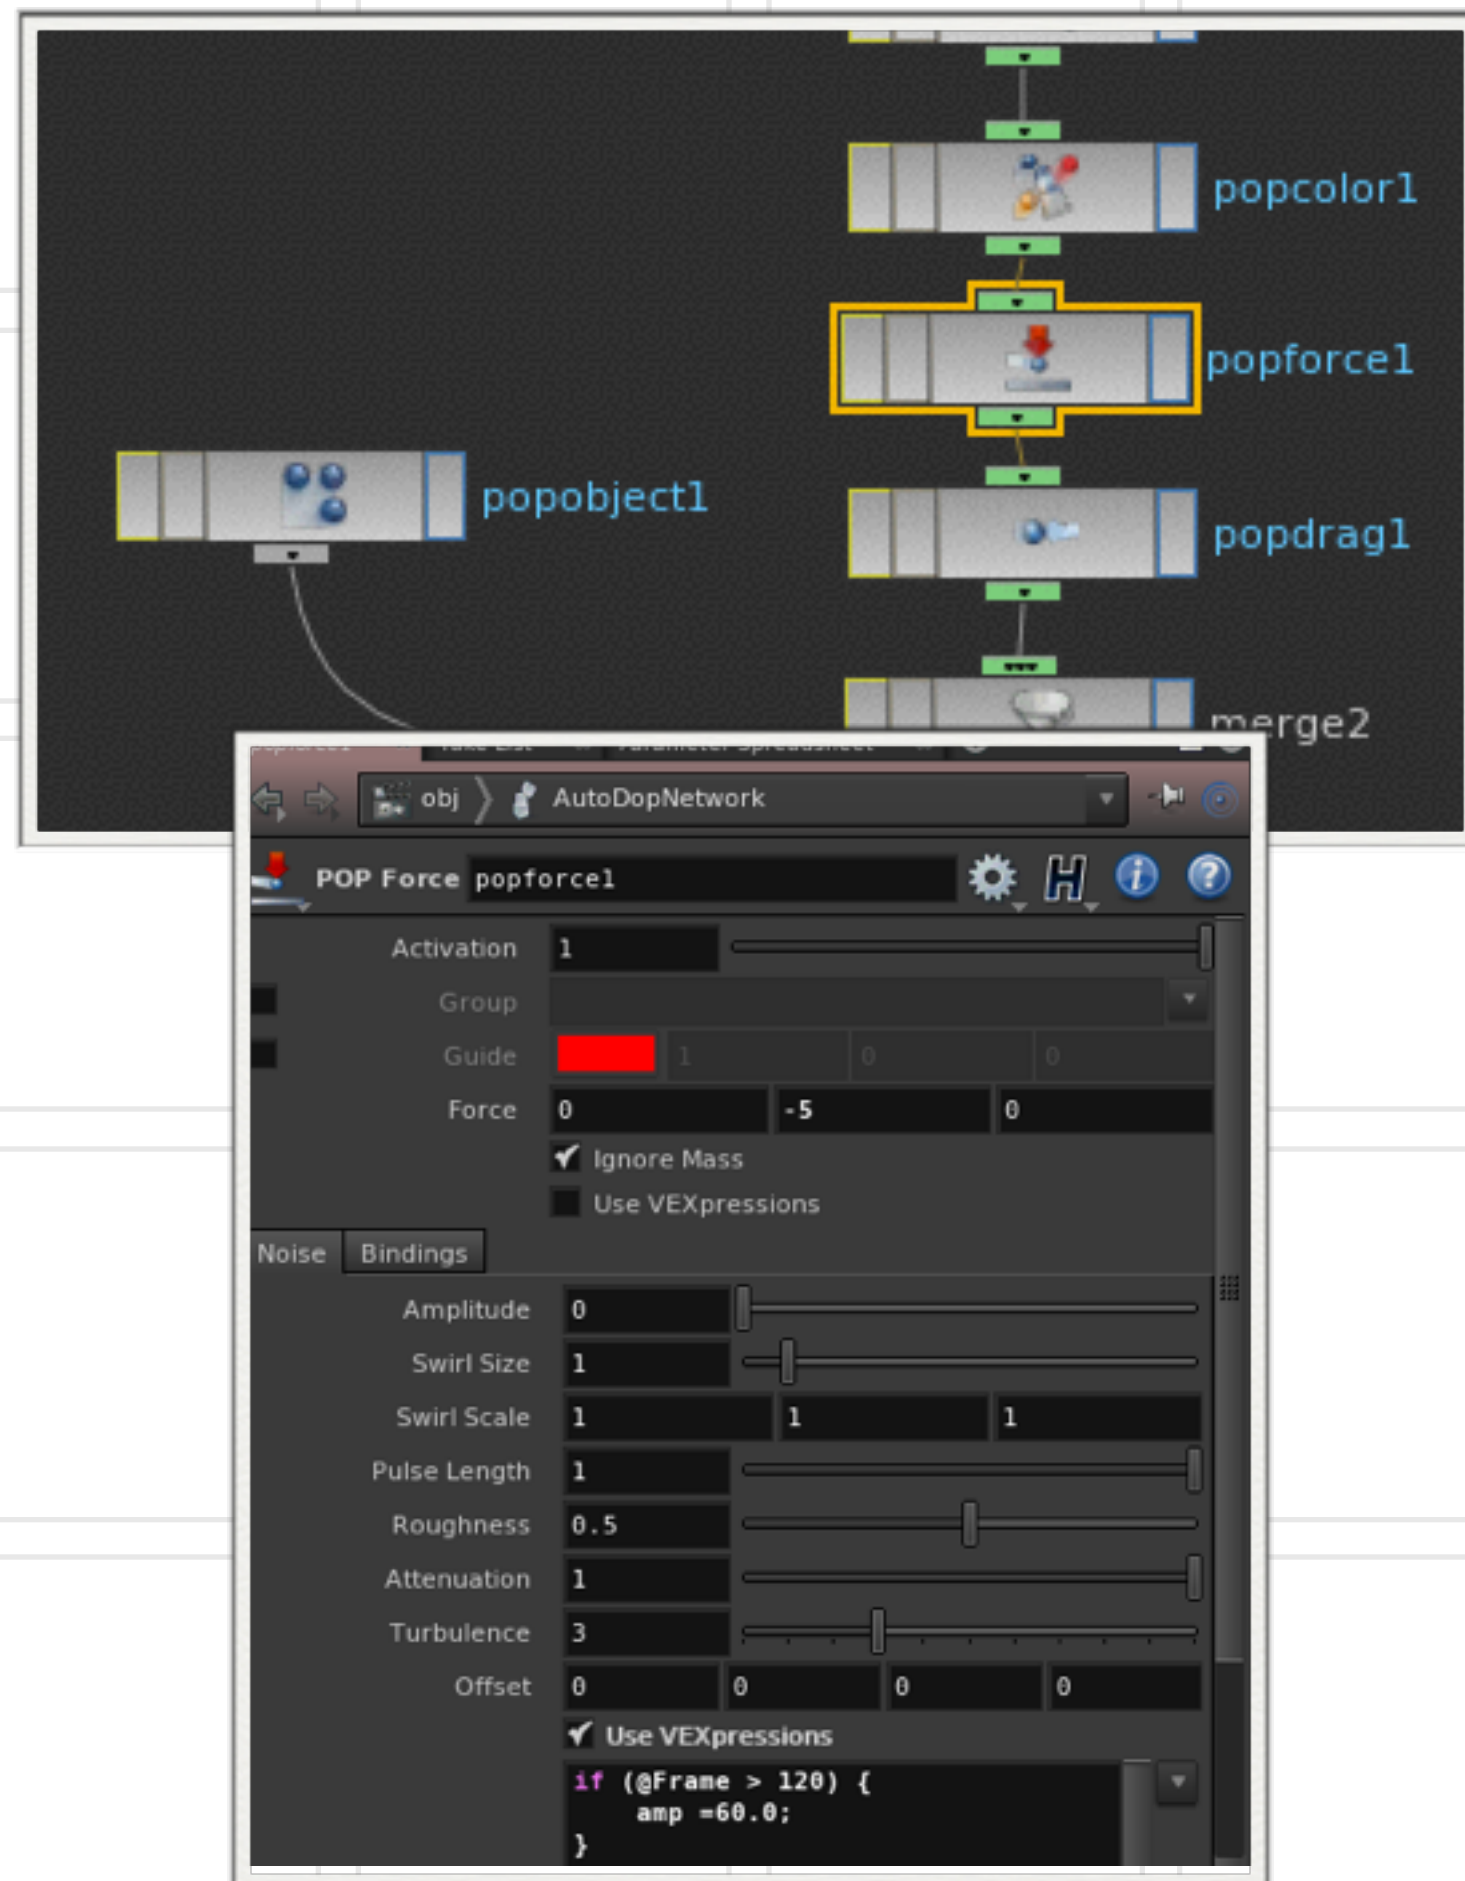 popcolor1
popforce1
popobject1
popdrag1
merge2
obj AutoDopNetwork
POP Force popforce1
Activation 1
Group
Guide 1 0 0
Force 0 -5 0
Ignore Mass
Use VEXpressions
Noise Bindings
Amplitude 0
Swirl Size 1
Swirl Scale 1 1 1
Pulse Length 1
Roughness 0.5
Attenuation 1
Turbulence 3
Offset 0 0 0 0
Use VEXpressions
if (@Frame > 120) {
amp =60.0;
}